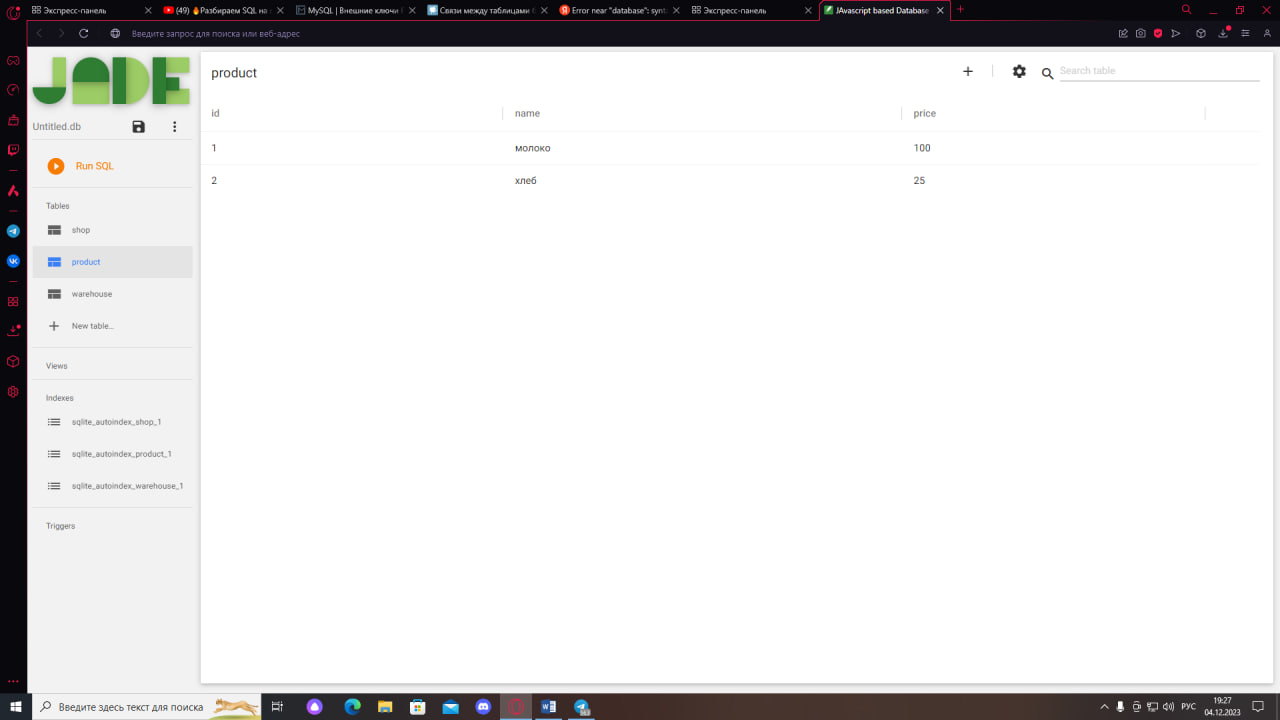 Экспресс-панель
(49) 🔥Разбираем SQL на п
MySQL | Внешние ключи F
Связи между таблицами б
Error near "database": synta
Экспресс-панель
JAvascript based Database
Введите запрос для поиска или веб-адрес
JADE
Untitled.db
Run SQL
Tables
shop
product
warehouse
New table...
Views
Indexes
sqlite_autoindex_shop_1
sqlite_autoindex_product_1
sqlite_autoindex_warehouse_1
Triggers
product
Search table
id name price
1 молоко 100
2 хлеб 25
Введите здесь текст для поиска
РУС
19:27
04.12.2023